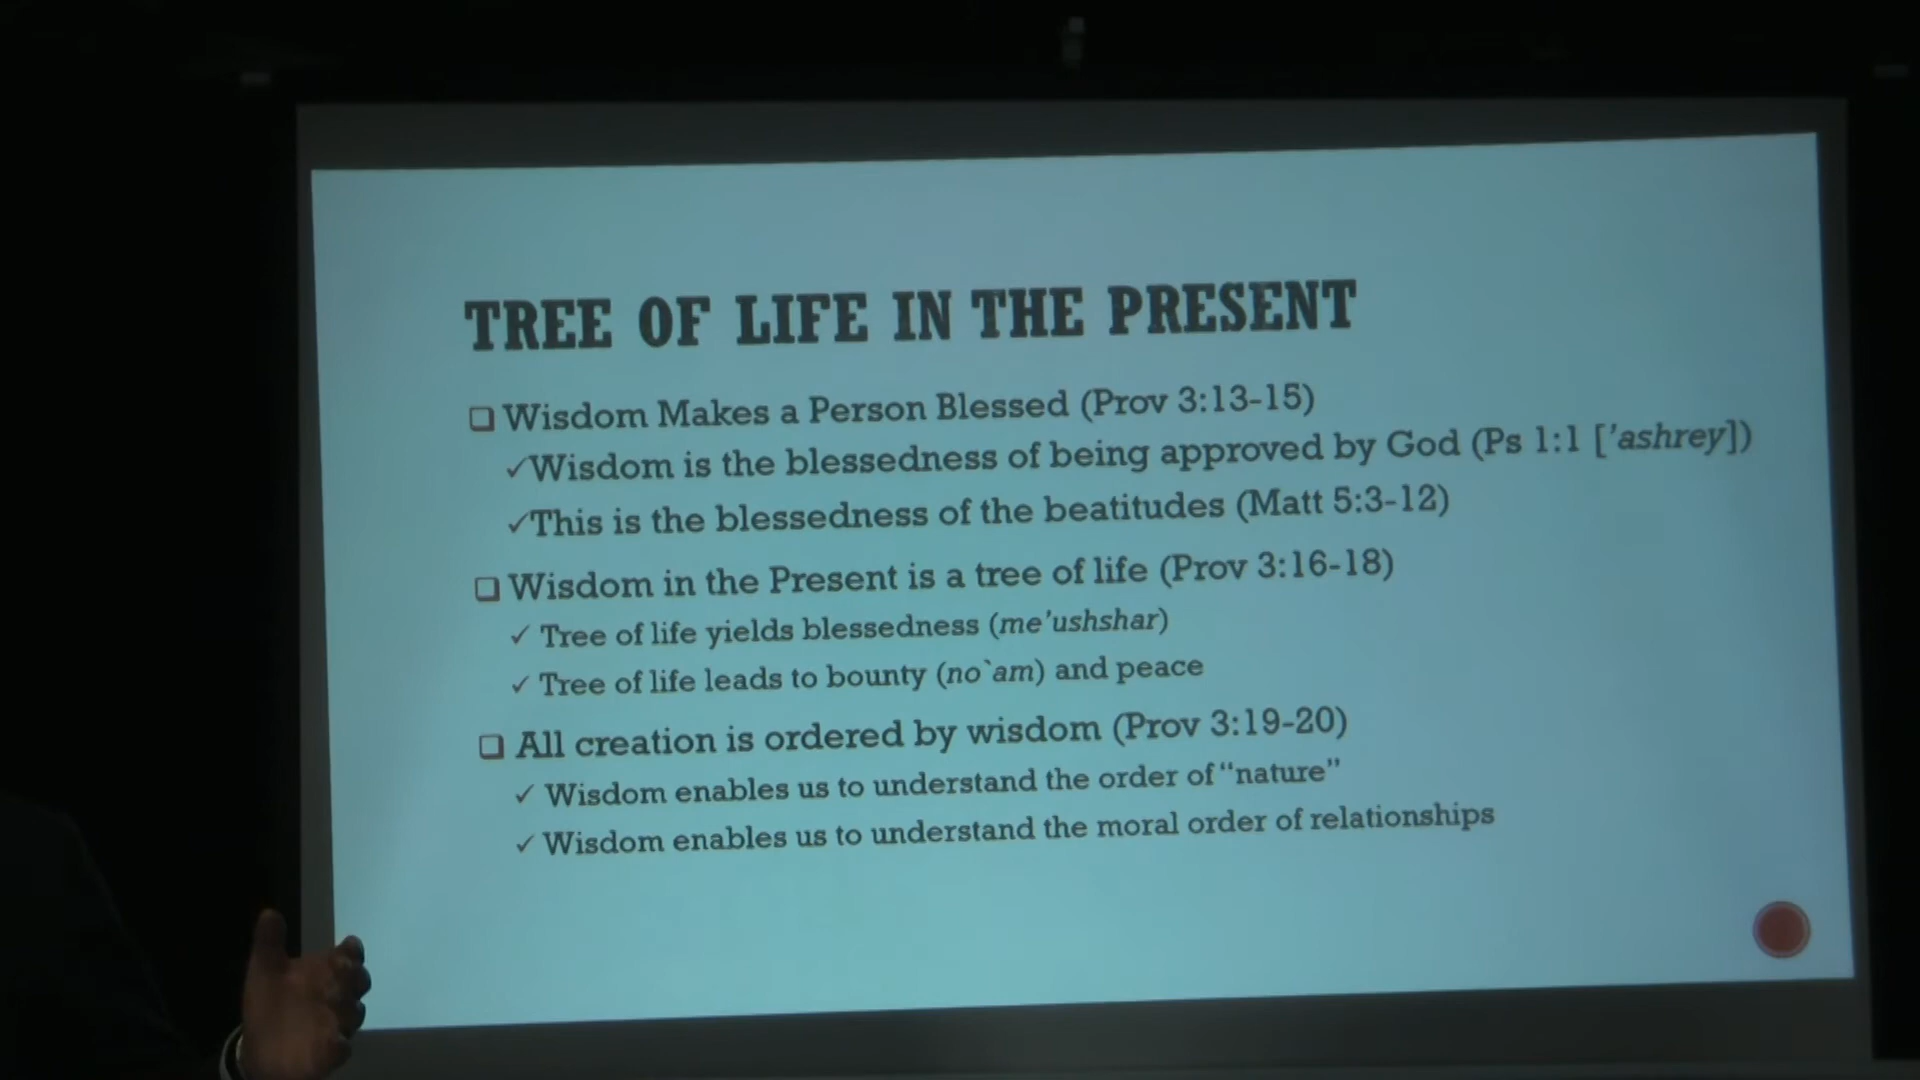 TREE OF LIFE IN THE PRESENT
❑ Wisdom Makes a Person Blessed (Prov 3:13-15)
✓Wisdom is the blessedness of being approved by God (Ps 1:1 ['ashrey])
✓This is the blessedness of the beatitudes (Matt 5:3-12)
❑ Wisdom in the Present is a tree of life (Prov 3:16-18)
✓ Tree of life yields blessedness (me'ushshar)
✓ Tree of life leads to bounty (no`am) and peace
❑ All creation is ordered by wisdom (Prov 3:19-20)
✓ Wisdom enables us to understand the order of “nature”
✓ Wisdom enables us to understand the moral order of relationships